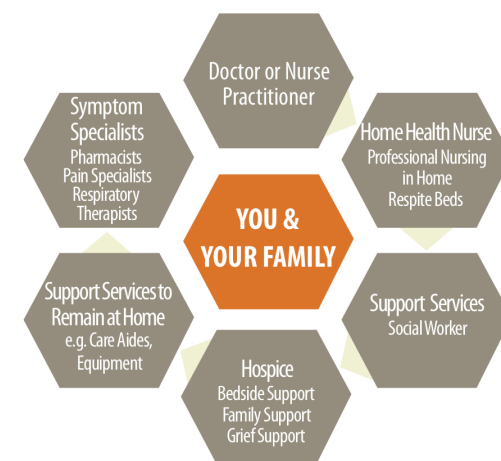 Doctor or Nurse
Practitioner
Home Health Nurse
Professional Nursing
in Home
Respite Beds
Support Services
Social Worker
Hospice
Bedside Support
Family Support
Grief Support
Support Services to
Remain at Home
e.g. Care Aides,
Equipment
Symptom
Specialists
Pharmacists
Pain Specialists
Respiratory
Therapists
YOU &
YOUR FAMILY